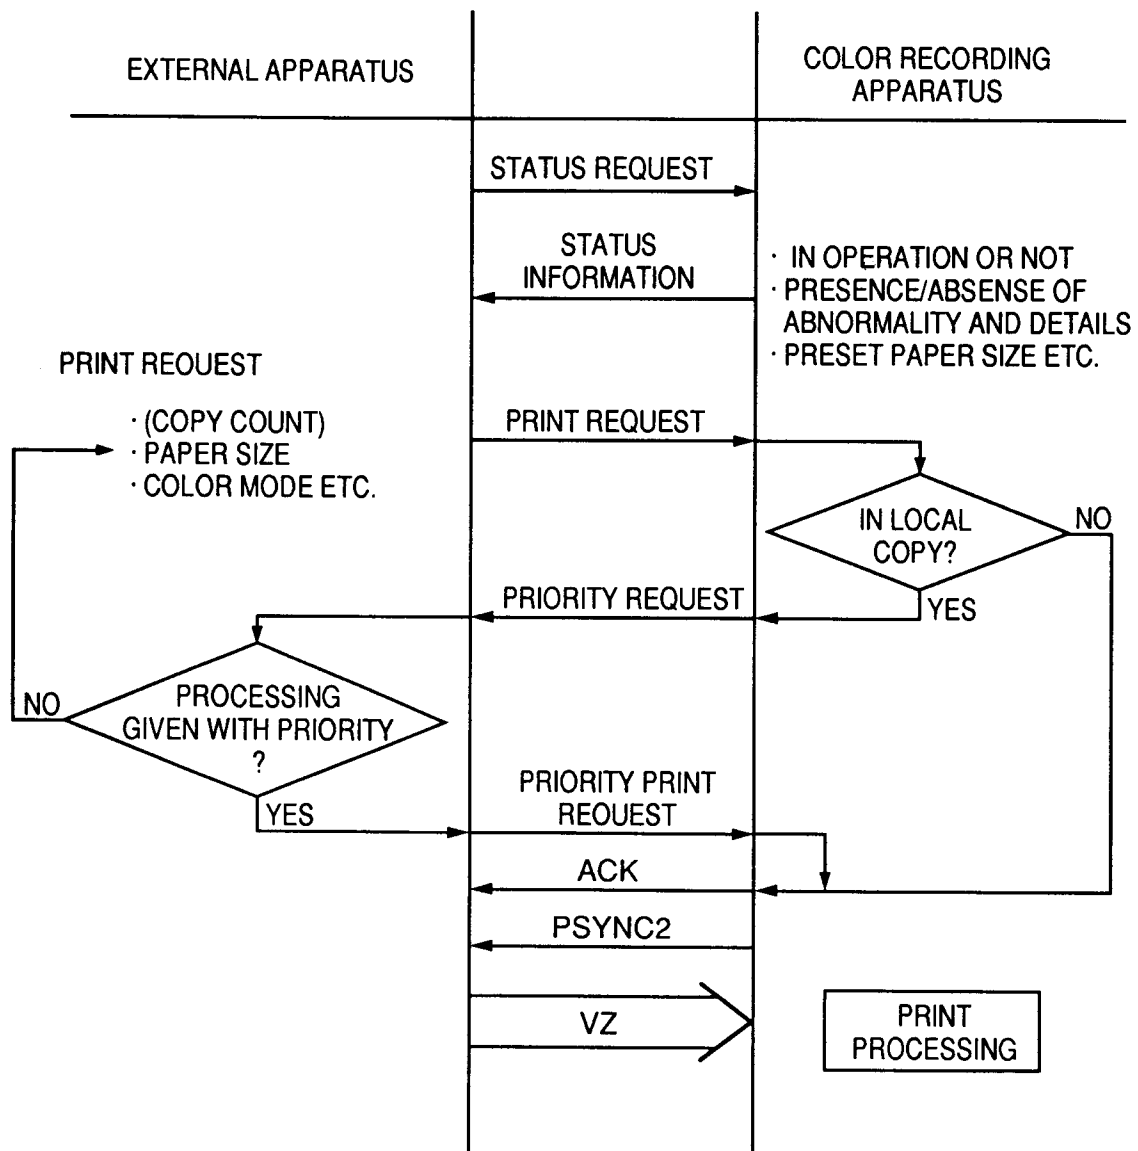 EXTERNAL APPARATUS
COLOR RECORDING
APPARATUS
STATUS REQUEST
STATUS
INFORMATION
· IN OPERATION OR NOT
· PRESENCE/ABSENSE OF
ABNORMALITY AND DETAILS
· PRESET PAPER SIZE ETC.
PRINT REOUEST
· (COPY COUNT)
· PAPER SIZE
· COLOR MODE ETC.
PRINT REQUEST
IN LOCAL
COPY?
NO
YES
PRIORITY REQUEST
PROCESSING
GIVEN WITH PRIORITY
?
NO
YES
PRIORITY PRINT
REOUEST
ACK
PSYNC2
VZ
PRINT
PROCESSING